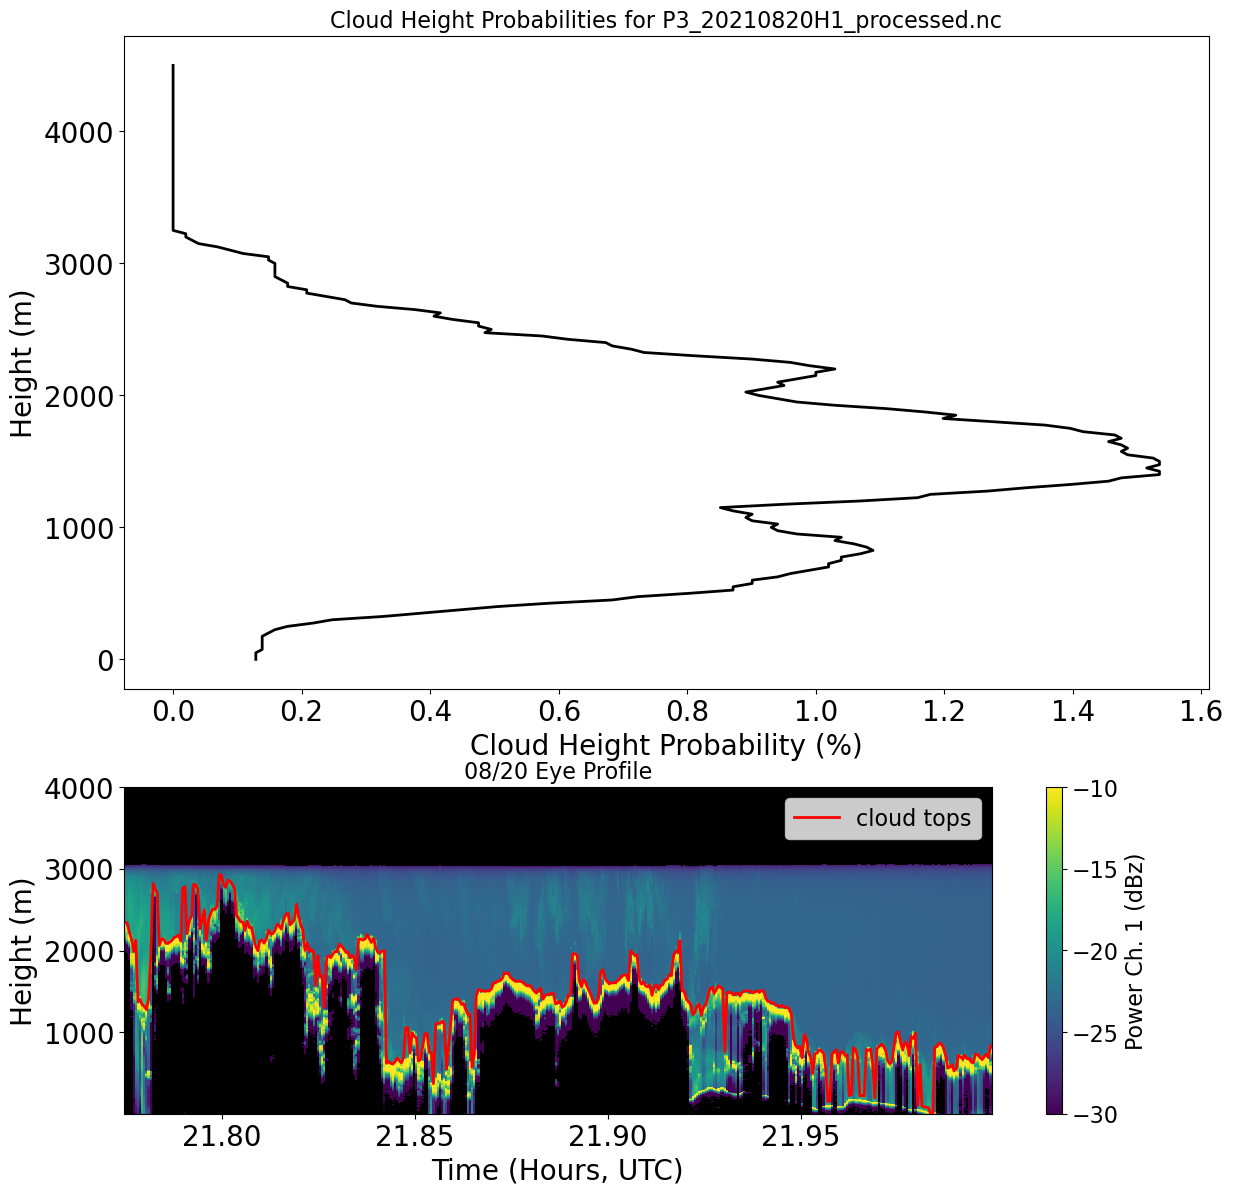 Cloud Height Probabilities for P3_20210820H1_processed.nc
4000
3000
2000
1000
0
Height (m)
0.0 0.2 0.4 0.6 0.8 1.0 1.2 1.4 1.6
Cloud Height Probability (%)
08/20 Eye Profile
4000
3000
2000
1000
Height (m)
cloud tops
21.80 21.85 21.90 21.95
Time (Hours, UTC)
−10
−15
−20
−25
−30
Power Ch. 1 (dBz)